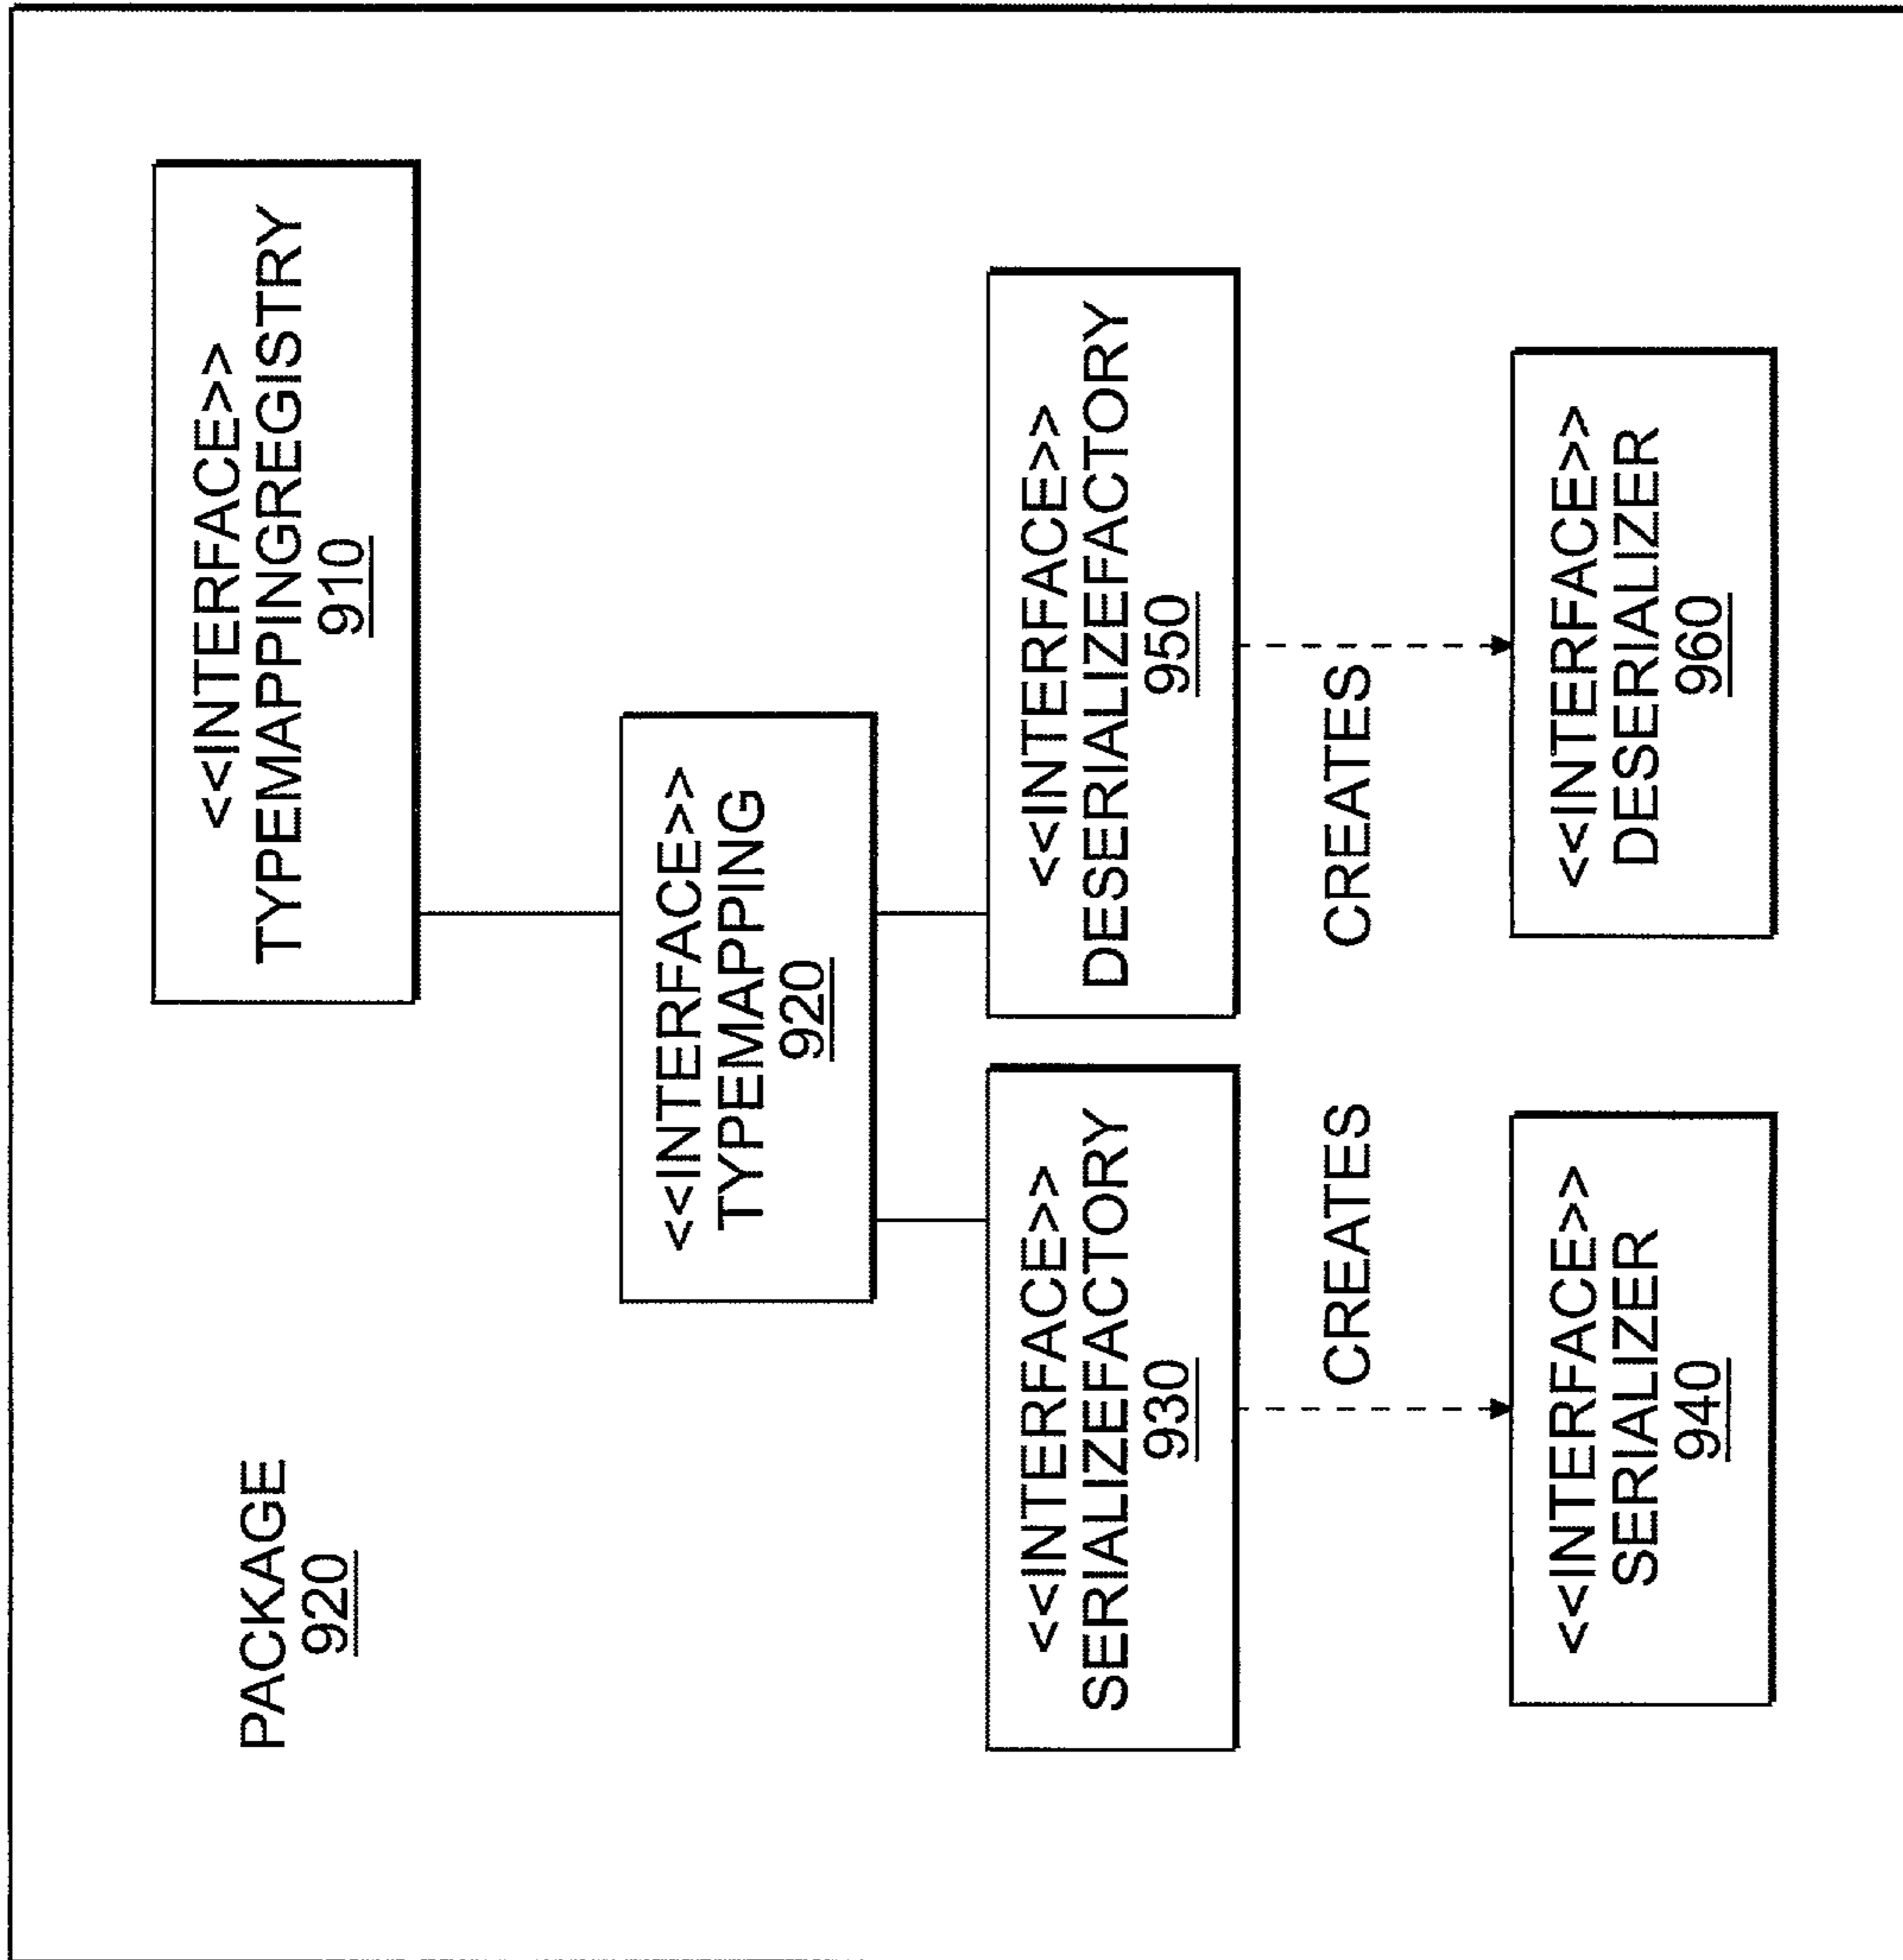 PACKAGE
920
<<INTERFACE>>
TYPEMAPPINGREGISTRY
910
<<INTERFACE>>
TYPEMAPPING
920
<<INTERFACE>>
SERIALIZEFACTORY
930
<<INTERFACE>>
DESERIALIZEFACTORY
950
CREATES
CREATES
<<INTERFACE>>
SERIALIZER
940
<<INTERFACE>>
DESERIALIZER
960